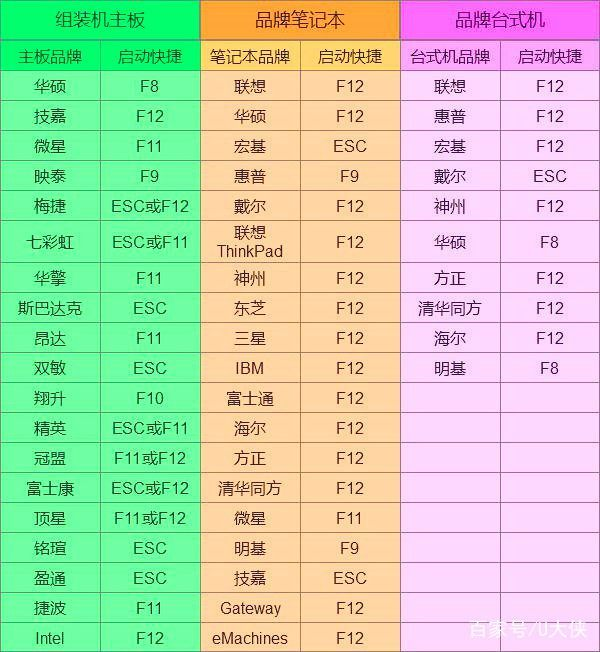 组装机主板 品牌笔记本 品牌台式机
主板品牌 启动快捷 笔记本品牌 启动快捷 台式机品牌 启动快捷
华硕 F8 联想 F12 联想 F12
技嘉 F12 华硕 F12 惠普 F12
微星 F11 宏基 ESC 宏基 F12
映泰 F9 惠普 F9 戴尔 ESC
梅捷 ESC或F12 戴尔 F12 神州 F12
七彩虹 ESC或F11 联想 ThinkPad F12 华硕 F8
华擎 F11 神州 F12 方正 F12
斯巴达克 ESC 东芝 F12 清华同方 F12
昂达 F11 三星 F12 海尔 F12
双敏 ESC IBM F12 明基 F8
翔升 F10 富士通 F12
精英 ESC或F11 海尔 F12
冠盟 F11或F12 方正 F12
富士康 ESC或F12 清华同方 F12
顶星 F11或F12 微星 F11
铭瑄 ESC 明基 F9
盈通 ESC 技嘉 ESC
捷波 F11 Gateway F12
Intel F12 eMachines F12
百家号/U大侠